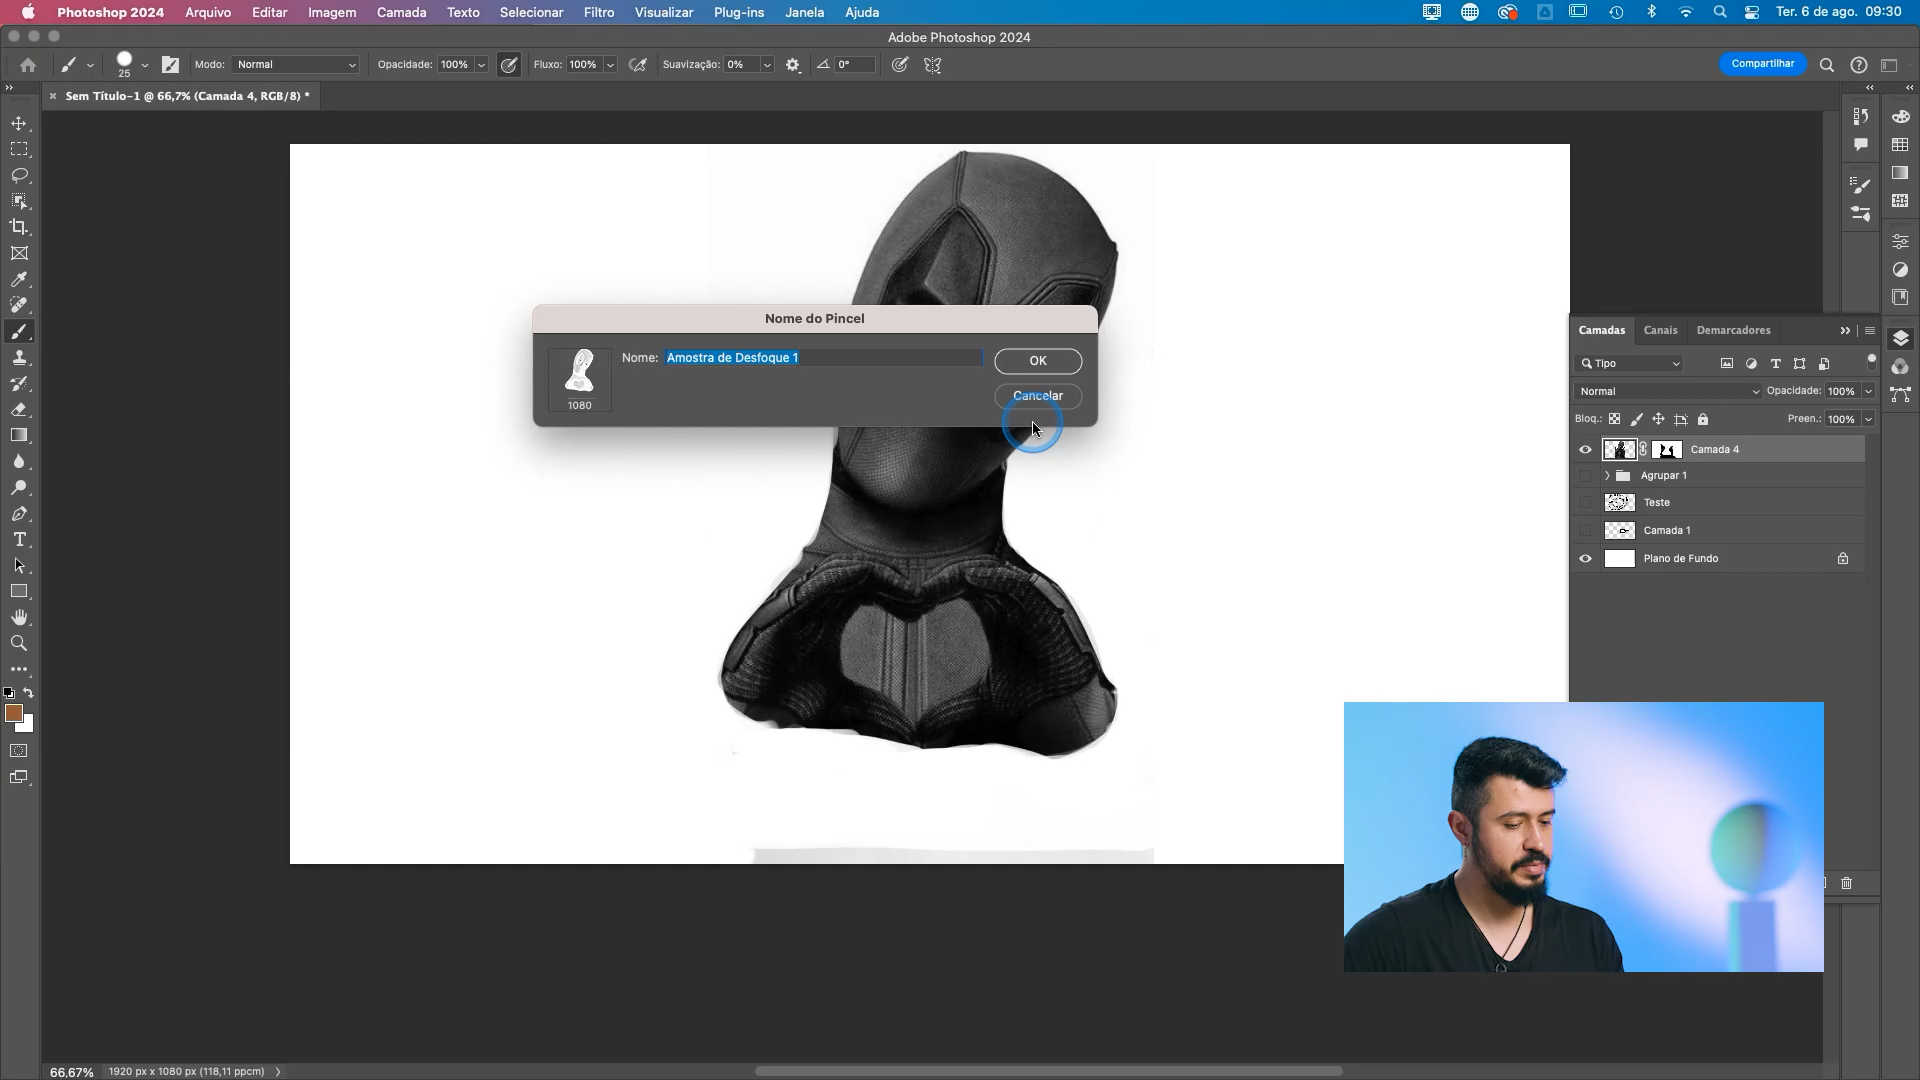 Photoshop 2024 Arquivo Editar Imagem Camada Texto Selecionar Filtro Visualizar Plug-ins Janela Ajuda Ter. 6 de ago. 09:30
Adobe Photoshop 2024
25 Modo: Normal Opacidade: 100% Fluxo: 100% Suavização: 0% 0° Compartilhar
Sem Título-1 @ 66,7% (Camada 4, RGB/8) *
Nome do Pincel
Nome: Amostra de Desfoque 1 OK
Cancelar
1080
Camadas Canais Demarcadores
Tipo
Normal Opacidade: 100%
Bloq.: Preen.: 100%
Camada 4
Agrupar 1
Teste
Camada 1
Plano de Fundo
66,67% 1920 px x 1080 px (118,11 ppcm)